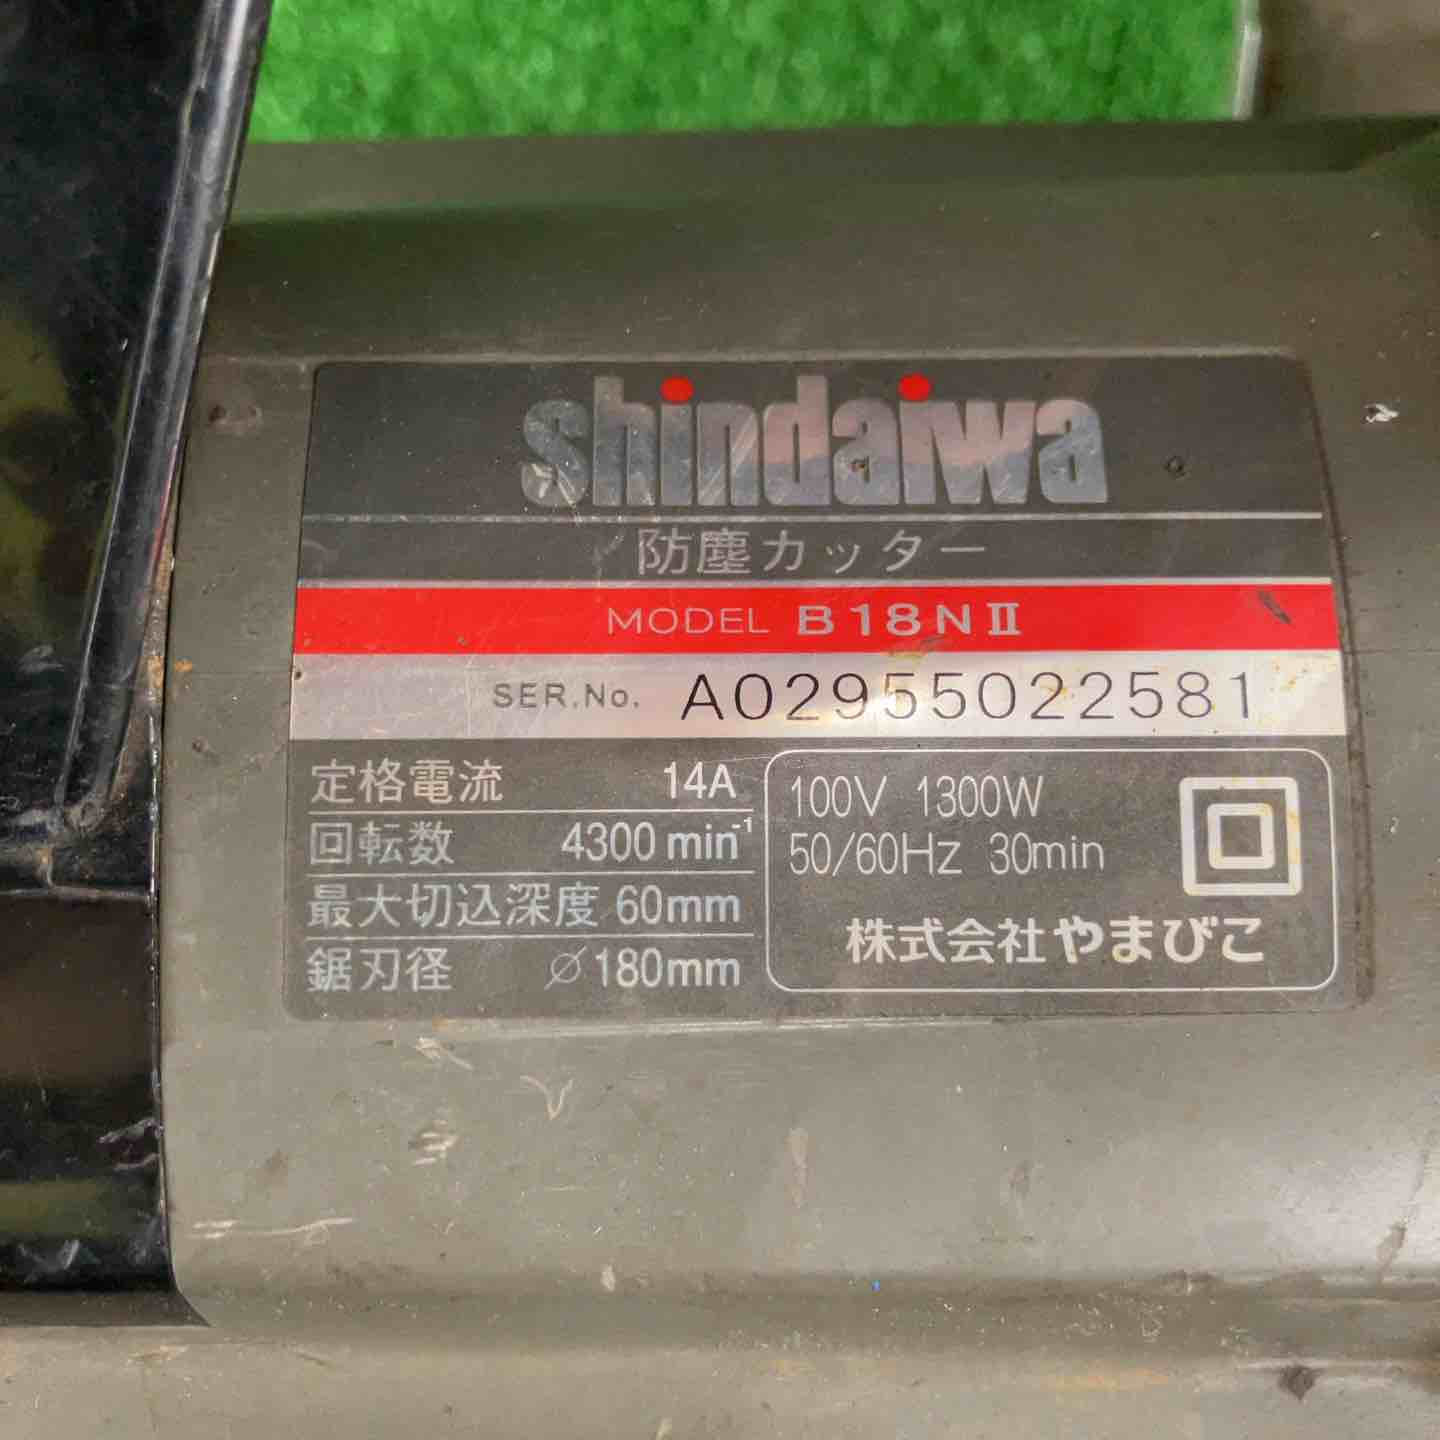 shindaiwa
防塵カッター
MODEL B18NⅡ
SER.No. A02955022581
定格電流 14A
回転数 4300 min⁻¹
最大切込深度 60mm
鋸刃径 ∅180mm
100V 1300W
50/60Hz 30min
株式会社やまびこ